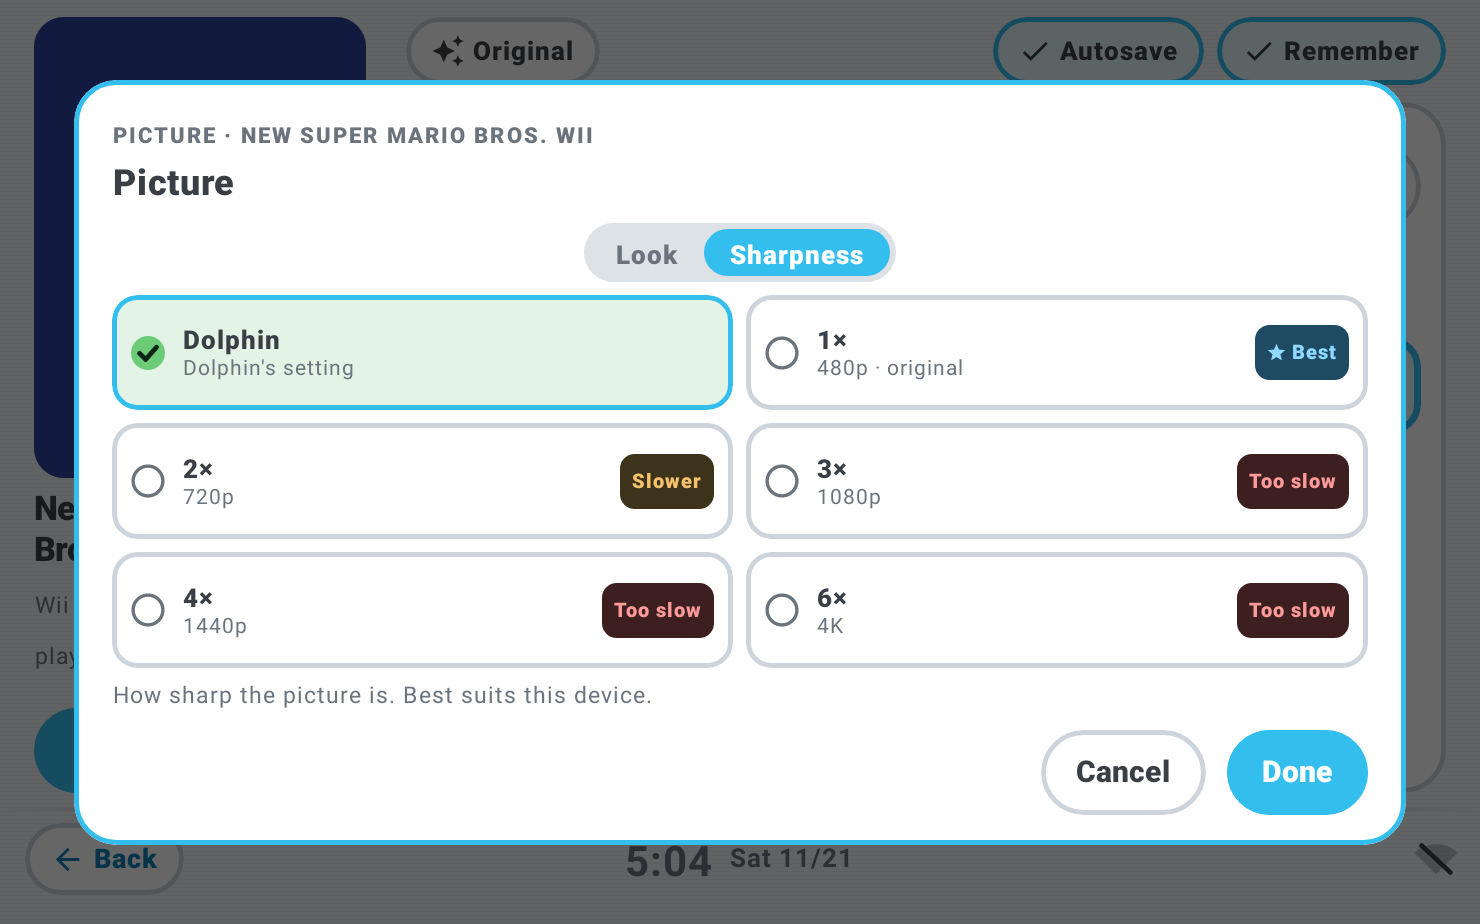 Original
Autosave
Remember
PICTURE · NEW SUPER MARIO BROS. WII
Picture
Look
Sharpness
Dolphin
Dolphin's setting
1×
480p · original
★ Best
2×
720p
Slower
3×
1080p
Too slow
4×
1440p
Too slow
6×
4K
Too slow
How sharp the picture is. Best suits this device.
Cancel
Done
Wii
Back
5:04
Sat 11/21